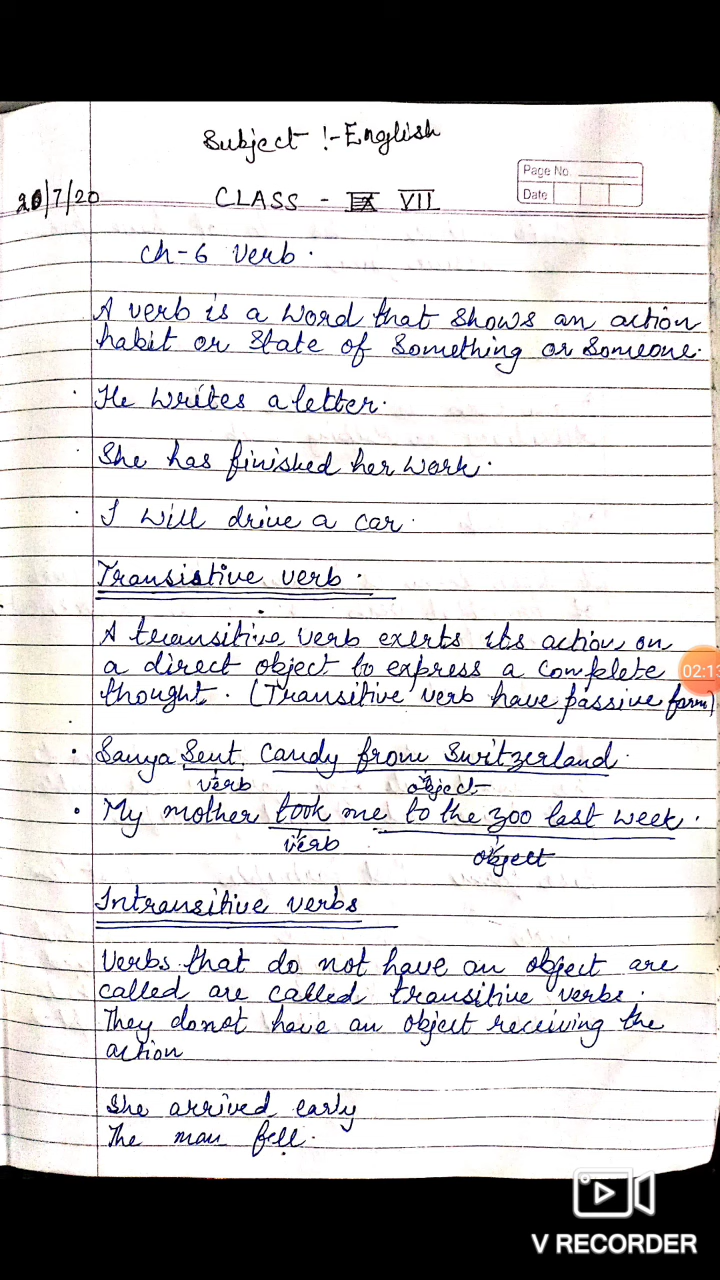 Subject :- English
Page No.
Date
20/7/20 CLASS - VII
Ch-6 Verb.
A verb is a word that shows an action
habit or State of Something or Someone.
He writes a letter.
She has finished her work.
I will drive a car.
Transistive verb.
A transitive verb exerts its action on
a direct object to express a complete
02:13
thought. (Transitive verb have passive form)
Sanya Sent Candy from Switzerland.
verb object
My mother took me to the zoo last week.
verb object
Intransitive verbs
Verbs that do not have an object are
called are called transitive verbs.
They donot have an object receiving the
action
She arrived early
The man fell.
V RECORDER